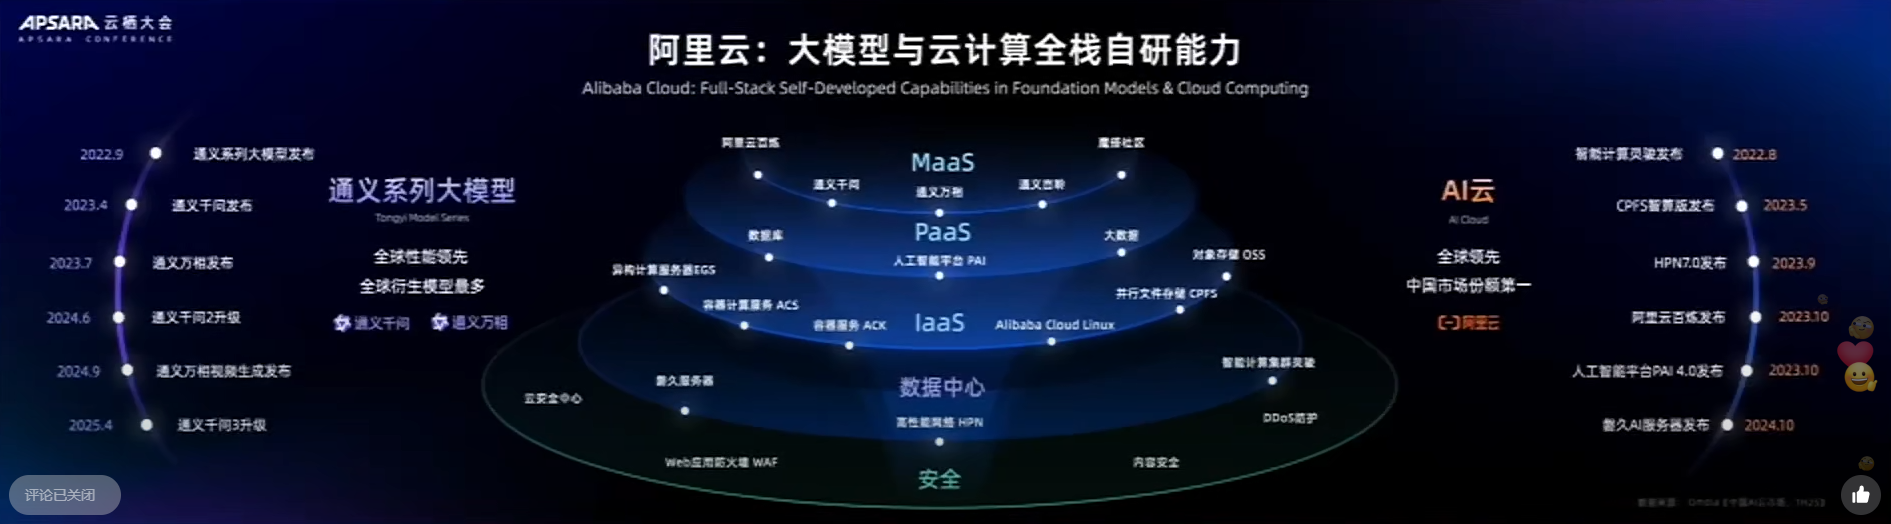 APSARA 云栖大会
APSARA CONFERENCE
阿里云：大模型与云计算全栈自研能力
Alibaba Cloud: Full-Stack Self-Developed Capabilities in Foundation Models & Cloud Computing
2022.9 通义系列大模型发布
2023.4 通义千问发布
2023.7 通义万相发布
2024.6 通义千问2升级
2024.9 通义万相视频生成发布
2025.4 通义千问3升级
通义系列大模型
Tongyi Model Series
全球性能领先
全球衍生模型最多
通义千问 通义万相
阿里云百炼 魔搭社区
MaaS
通义千问 通义万相 通义百聆
PaaS
数据库 大数据
人工智能平台 PAI
异构计算服务器EGS 对象存储 OSS
容器计算服务 ACS 并行文件存储 CPFS
容器服务 ACK IaaS Alibaba Cloud Linux
磐久服务器 数据中心 智能计算集群灵骏
云安全中心 高性能网络 HPN DDoS防护
Web应用防火墙 WAF 内容安全
安全
AI云
AI Cloud
全球领先
中国市场份额第一
阿里云
智能计算灵骏发布 2022.8
CPFS智算版发布 2023.5
HPN7.0发布 2023.9
阿里云百炼发布 2023.10
人工智能平台PAI 4.0发布 2023.10
磐久AI服务器发布 2024.10
数据来源： Omdia《中国AI云市场，1H25》
评论已关闭